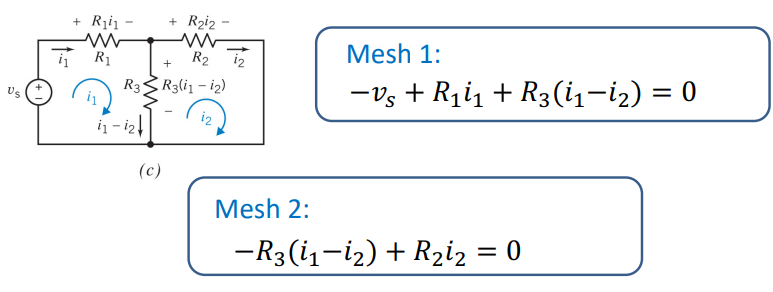 + R₁i₁ −
+ R₂i₂ −
i₁
R₁
R₂
i₂
+
R₃
R₃(i₁ − i₂)
−
vₛ
+
−
i₁
i₂
i₁ − i₂
(c)
Mesh 1:
−vₛ + R₁i₁ + R₃(i₁−i₂) = 0
Mesh 2:
−R₃(i₁−i₂) + R₂i₂ = 0